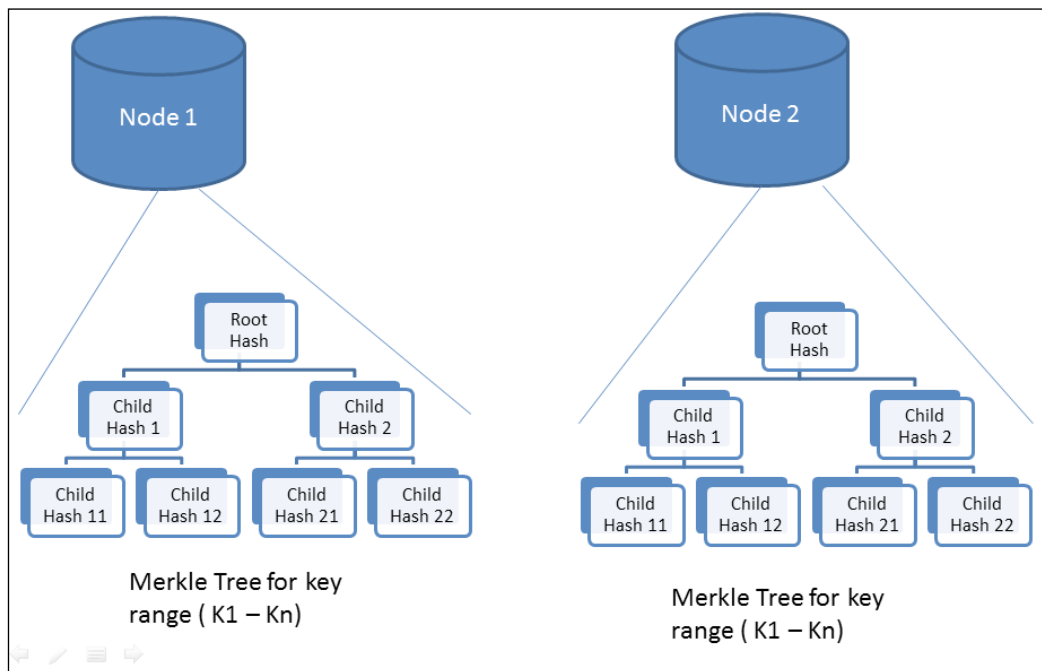 Node 1
Root
Hash
Child
Hash 1
Child
Hash 2
Child
Hash 11
Child
Hash 12
Child
Hash 21
Child
Hash 22
Merkle Tree for key
range ( K1 – Kn)
Node 2
Root
Hash
Child
Hash 1
Child
Hash 2
Child
Hash 11
Child
Hash 12
Child
Hash 21
Child
Hash 22
Merkle Tree for key
range ( K1 – Kn)